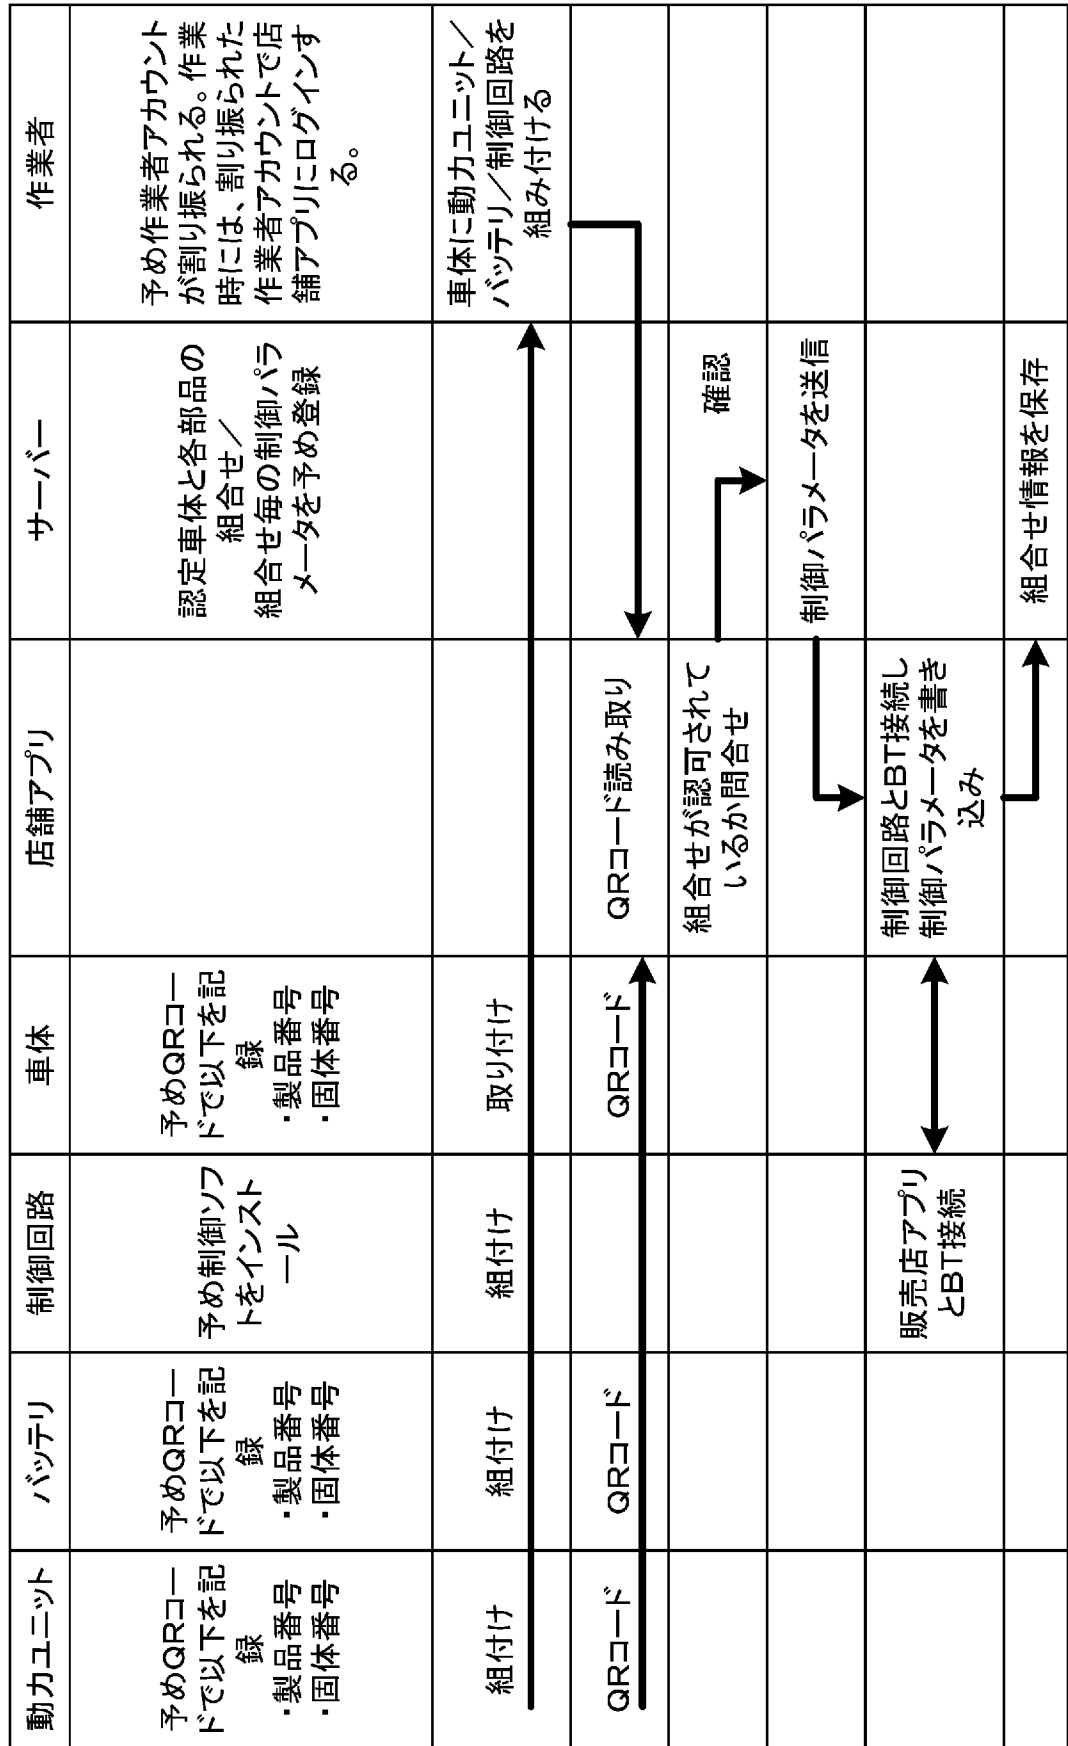 動力ユニット
バッテリ
制御回路
車体
店舗アプリ
サーバー
作業者
予めQRコー
ドで以下を記
録
・製品番号
・固体番号
予めQRコー
ドで以下を記
録
・製品番号
・固体番号
予め制御ソフ
トをインスト
ール
予めQRコー
ドで以下を記
録
・製品番号
・固体番号
認定車体と各部品の
組合せ／
組合せ毎の制御パラ
メータを予め登録
予め作業者アカウント
が割り振られる。作業
時には、割り振られた
作業者アカウントで店
舗アプリにログインす
る。
組付け
組付け
組付け
取り付け
車体に動力ユニット／
バッテリ／制御回路を
組み付ける
QRコード
QRコード
QRコード
QRコード読み取り
組合せが認可されて
いるか問合せ
確認
制御パラメータを送信
販売店アプリ
とBT接続
制御回路とBT接続し
制御パラメータを書き
込み
組合せ情報を保存